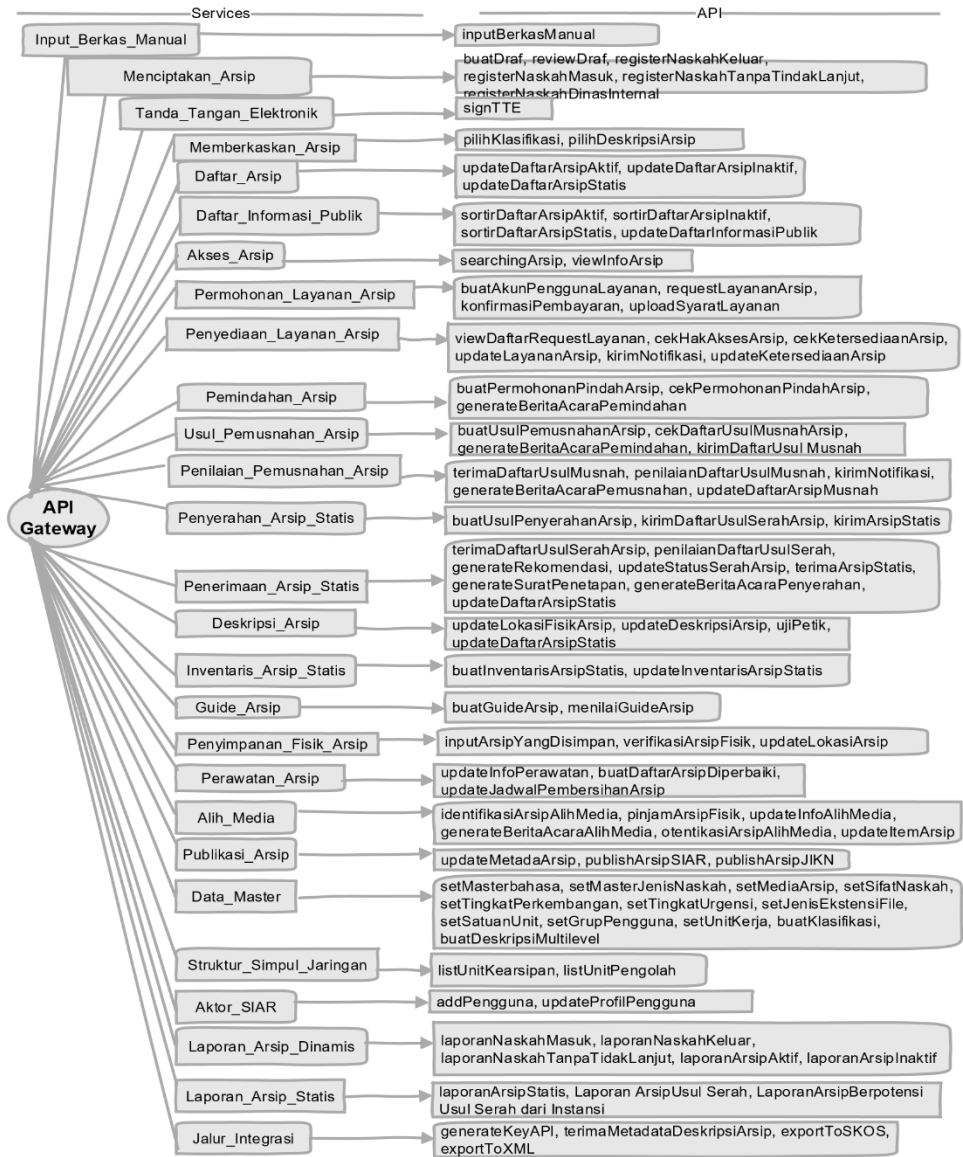 Services
API
Input_Berkas_Manual
inputBerkasManual
Menciptakan_Arsip
buatDraf, reviewDraf, registerNaskahKeluar,
registerNaskahMasuk, registerNaskahTanpaTindakLanjut,
registerNaskahDinasInternal
Tanda_Tangan_Elektronik
signTTE
Memberkaskan_Arsip
pilihKlasifikasi, pilihDeskripsiArsip
Daftar_Arsip
updateDaftarArsipAktif, updateDaftarArsipInaktif,
updateDaftarArsipStatis
Daftar_Informasi_Publik
sortirDaftarArsipAktif, sortirDaftarArsipInaktif,
sortirDaftarArsipStatis, updateDaftarInformasiPublik
Akses_Arsip
searchingArsip, viewInfoArsip
Permohonan_Layanan_Arsip
buatAkunPenggunaLayanan, requestLayananArsip,
konfirmasiPembayaran, uploadSyaratLayanan
Penyediaan_Layanan_Arsip
viewDaftarRequestLayanan, cekHakAksesArsip, cekKetersediaanArsip,
updateLayananArsip, kirimNotifikasi, updateKetersediaanArsip
Pemindahan_Arsip
buatPermohonanPindahArsip, cekPermohonanPindahArsip,
generateBeritaAcaraPemindahan
Usul_Pemusnahan_Arsip
buatUsulPemusnahanArsip, cekDaftarUsulMusnahArsip,
generateBeritaAcaraPemindahan, kirimDaftarUsul Musnah
Penilaian_Pemusnahan_Arsip
terimaDaftarUsulMusnah, penilaianDaftarUsulMusnah, kirimNotifikasi,
generateBeritaAcaraPemusnahan, updateDaftarArsipMusnah
API
Gateway
Penyerahan_Arsip_Statis
buatUsulPenyerahanArsip, kirimDaftarUsulSerahArsip, kirimArsipStatis
Penerimaan_Arsip_Statis
terimaDaftarUsulSerahArsip, penilaianDaftarUsulSerah,
generateRekomendasi, updateStatusSerahArsip, terimaArsipStatis,
generateSuratPenetapan, generateBeritaAcaraPenyerahan,
updateDaftarArsipStatis
Deskripsi_Arsip
updateLokasiFisikArsip, updateDeskripsiArsip, ujiPetik,
updateDaftarArsipStatis
Inventaris_Arsip_Statis
buatInventarisArsipStatis, updateInventarisArsipStatis
Guide_Arsip
buatGuideArsip, menilaiGuideArsip
Penyimpanan_Fisik_Arsip
inputArsipYangDisimpan, verifikasiArsipFisik, updateLokasiArsip
Perawatan_Arsip
updateInfoPerawatan, buatDaftarArsipDiperbaiki,
updateJadwalPembersihanArsip
Alih_Media
identifikasiArsipAlihMedia, pinjamArsipFisik, updateInfoAlihMedia,
generateBeritaAcaraAlihMedia, otentikasiArsipAlihMedia, updateItemArsip
Publikasi_Arsip
updateMetadaArsip, publishArsipSIAR, publishArsipJIKN
Data_Master
setMasterbahasa, setMasterJenisNaskah, setMediaArsip, setSifatNaskah,
setTingkatPerkembangan, setTingkatUrgensi, setJenisEkstensiFile,
setSatuanUnit, setGrupPengguna, setUnitKerja, buatKlasifikasi,
buatDeskripsiMultilevel
Struktur_Simpul_Jaringan
listUnitKearsipan, listUnitPengolah
Aktor_SIAR
addPengguna, updateProfilPengguna
Laporan_Arsip_Dinamis
laporanNaskahMasuk, laporanNaskahKeluar,
laporanNaskahTanpaTidakLanjut, laporanArsipAktif, laporanArsipInaktif
Laporan_Arsip_Statis
laporanArsipStatis, Laporan ArsipUsul Serah, LaporanArsipBerpotensi
Usul Serah dari Instansi
Jalur_Integrasi
generateKeyAPI, terimaMetadataDeskripsiArsip, exportToSKOS,
exportToXML